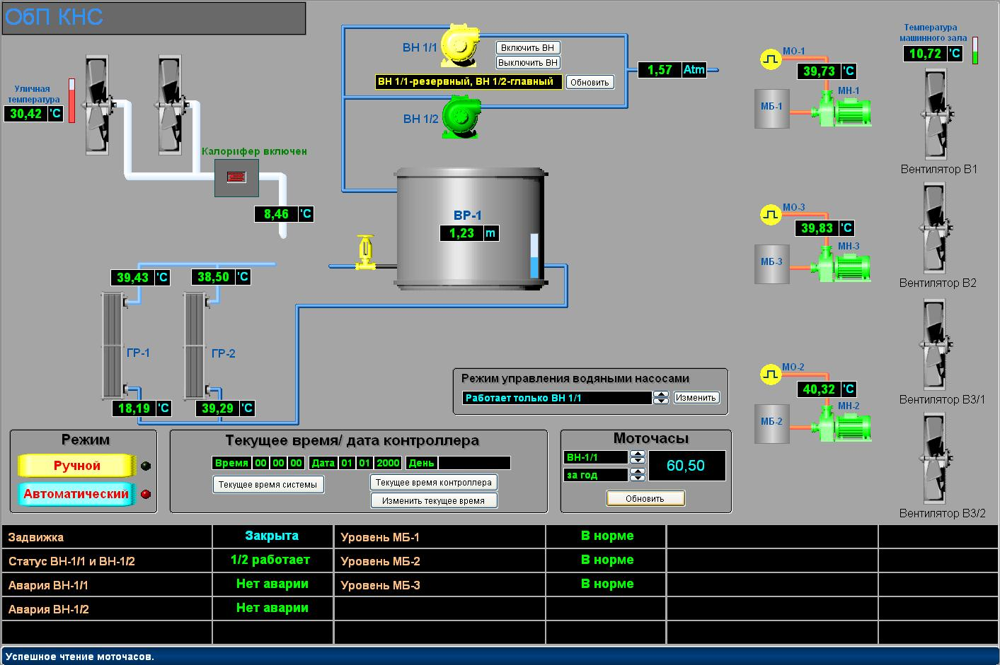 ОбП КНС
Уличная
температура
30,42 'C
Калорифер включен
8,46 'C
ВН 1/1
Включить ВН
Выключить ВН
ВН 1/1-резервный, ВН 1/2-главный
Обновить
ВН 1/2
1,57 Atm
ВР-1
1,23 m
39,43 'C
38,50 'C
ГР-1
ГР-2
18,19 'C
39,29 'C
МО-1
39,73 'C
МБ-1
МН-1
МО-3
39,83 'C
МБ-3
МН-3
МО-2
40,32 'C
МБ-2
МН-2
Температура
машинного зала
10,72 'C
Вентилятор В1
Вентилятор В2
Вентилятор В3/1
Вентилятор В3/2
Режим управления водяными насосами
Работает только ВН 1/1
Изменить
Режим
Ручной
Автоматический
Текущее время/ дата контроллера
Время 00 00 00 Дата 01 01 2000 День
Текущее время системы
Текущее время контроллера
Изменить текущее время
Моточасы
ВН-1/1
за год
60,50
Обновить
Задвижка Закрыта Уровень МБ-1 В норме
Статус ВН-1/1 и ВН-1/2 1/2 работает Уровень МБ-2 В норме
Авария ВН-1/1 Нет аварии Уровень МБ-3 В норме
Авария ВН-1/2 Нет аварии
Успешное чтение моточасов.